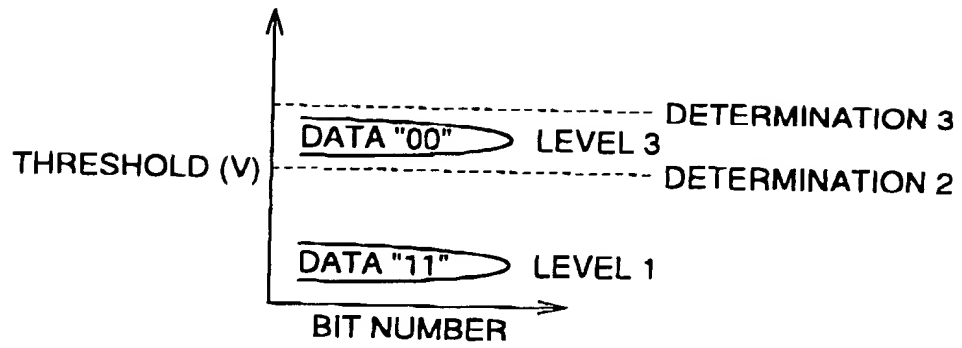 DETERMINATION 3
DATA "00" LEVEL 3
THRESHOLD (V)
DETERMINATION 2
DATA "11" LEVEL 1
BIT NUMBER